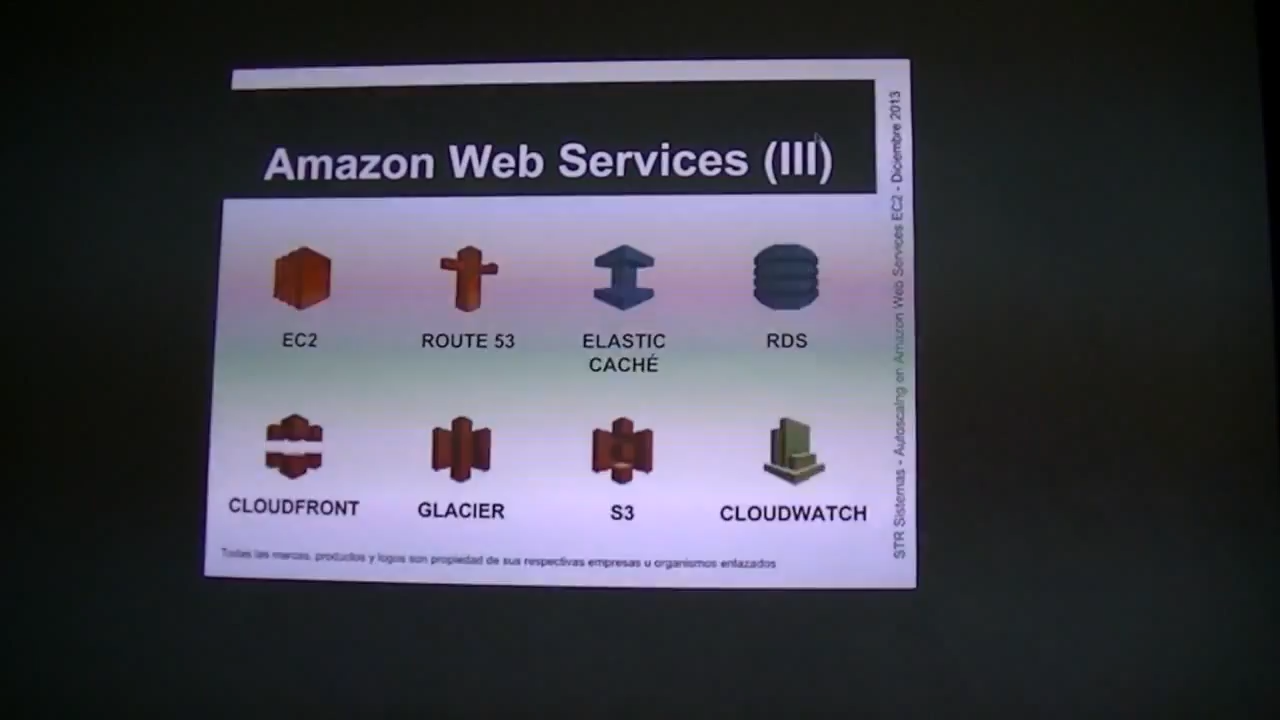 Amazon Web Services (III)
EC2
ROUTE 53
ELASTIC
CACHÉ
RDS
CLOUDFRONT
GLACIER
S3
CLOUDWATCH
Todas las marcas, productos y logos son propiedad de sus respectivas empresas u organismos enlazados
STR Sistemas - Autoscaling en Amazon Web Services EC2 - Diciembre 2013